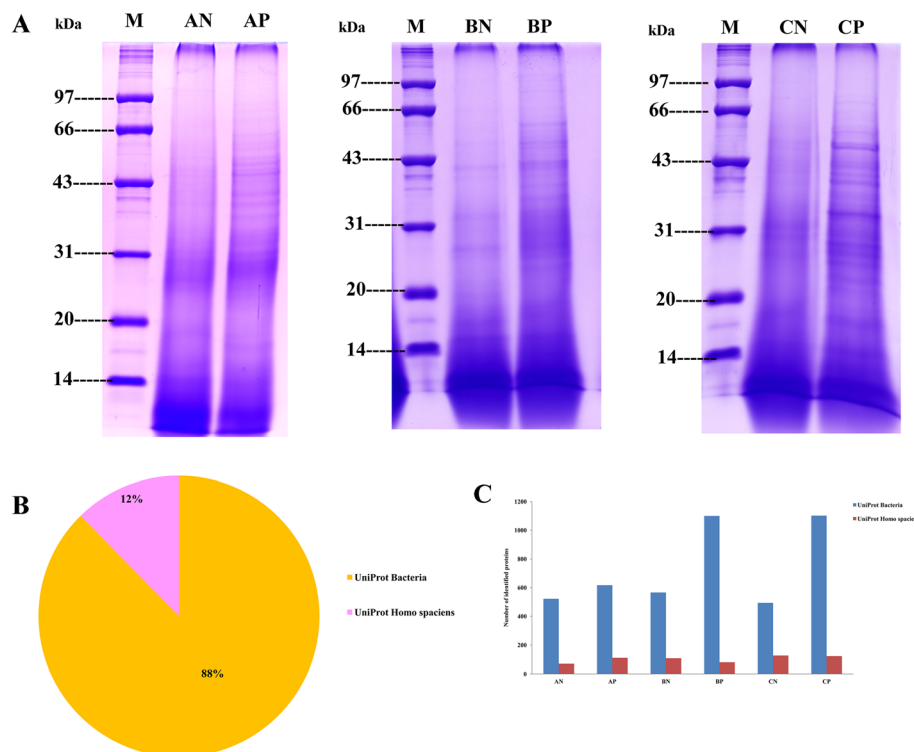 A
kDa M AN AP
97
66
43
31
20
14
kDa M BN BP
97
66
43
31
20
14
kDa M CN CP
97
66
43
31
20
14
B
12%
88%
UniProt Bacteria
UniProt Homo spaciens
C
Number of identified proteins
1200
1000
800
600
400
200
0
AN AP BN BP CN CP
UniProt Bacteria
UniProt Homo spacie